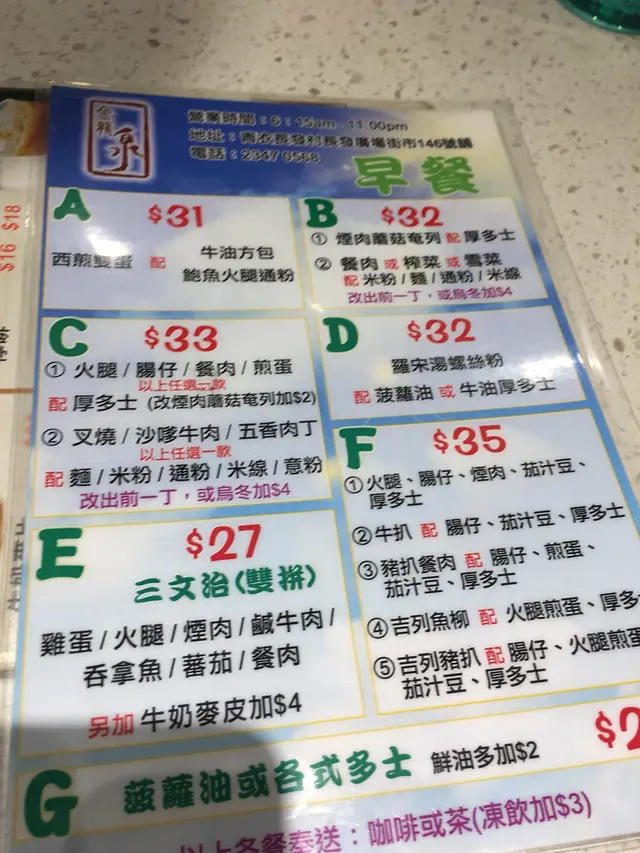 金龍泉
營業時間：6：15am -11:00pm
地址：青衣長發村長發廣場街市146號舖
電話：2347 0568
早餐
A $31
西煎雙蛋 配 牛油方包
鮑魚火腿通粉
B $32
① 煙肉蘑菇奄列 配 厚多士
② 餐肉 或 榨菜 或 雪菜
配 米粉 / 麵 / 通粉 / 米線
改出前一丁，或烏冬加$4
C $33
① 火腿 / 腸仔 / 餐肉 / 煎蛋
以上任選一款
配 厚多士 (改煙肉蘑菇奄列加$2)
② 叉燒 / 沙嗲牛肉 / 五香肉丁
以上任選一款
配 麵 / 米粉 / 通粉 / 米線 / 意粉
改出前一丁，或烏冬加$4
D $32
羅宋湯螺絲粉
配 菠蘿油 或 牛油厚多士
E $27
三文治(雙拼)
雞蛋 / 火腿 / 煙肉 / 鹹牛肉 /
吞拿魚 / 蕃茄 / 餐肉
另加 牛奶麥皮加$4
F $35
① 火腿、腸仔、煙肉、茄汁豆、
厚多士
② 牛扒 配 腸仔、茄汁豆、厚多士
③ 豬扒餐肉 配 腸仔、煎蛋、
茄汁豆、厚多士
④ 吉列魚柳 配 火腿煎蛋、厚多
⑤ 吉列豬扒 配 腸仔、火腿煎蛋
茄汁豆、厚多士
G 菠蘿油或各式多士 鮮油多加$2 $2
以上各餐奉送：咖啡或茶(凍飲加$3)
$16 $18